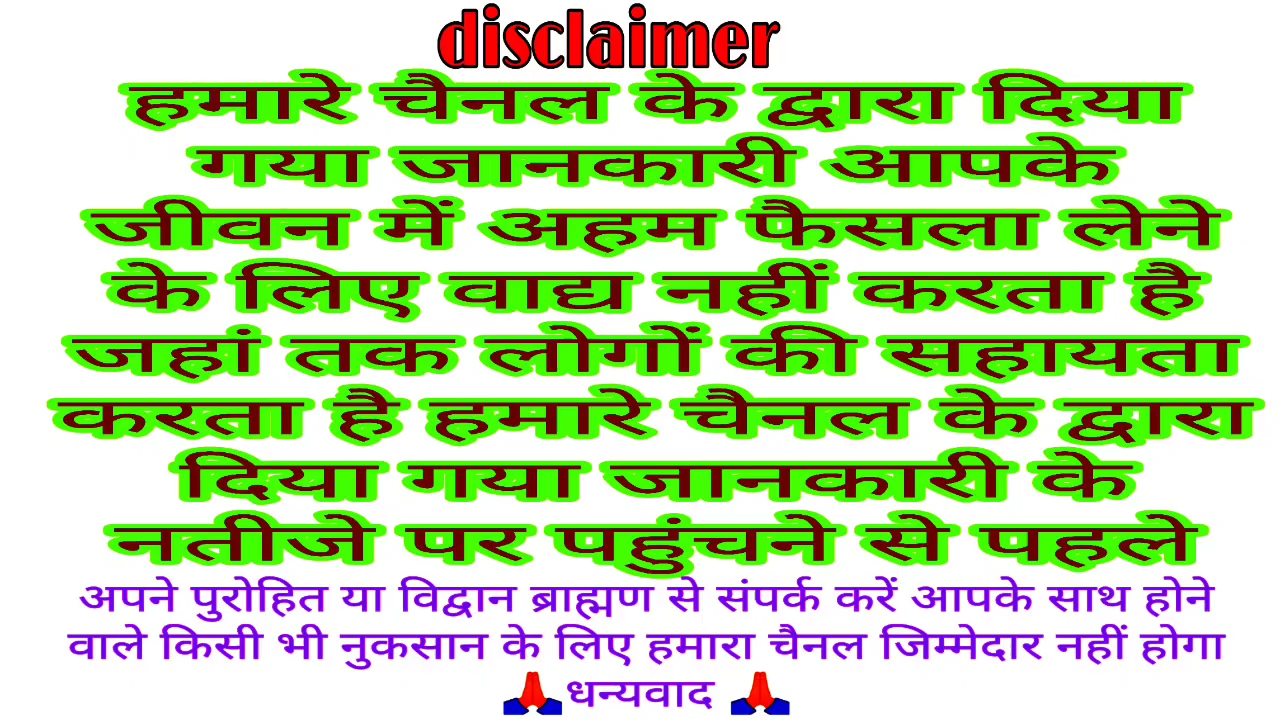 disclaimer
हमारे चैनल के द्वारा दिया
गया जानकारी आपके
जीवन में अहम फैसला लेने
के लिए वाद्य नहीं करता है
जहां तक लोगों की सहायता
करता है हमारे चैनल के द्वारा
दिया गया जानकारी के
नतीजे पर पहुंचने से पहले
अपने पुरोहित या विद्वान ब्राह्मण से संपर्क करें आपके साथ होने
वाले किसी भी नुकसान के लिए हमारा चैनल जिम्मेदार नहीं होगा
🙏धन्यवाद 🙏